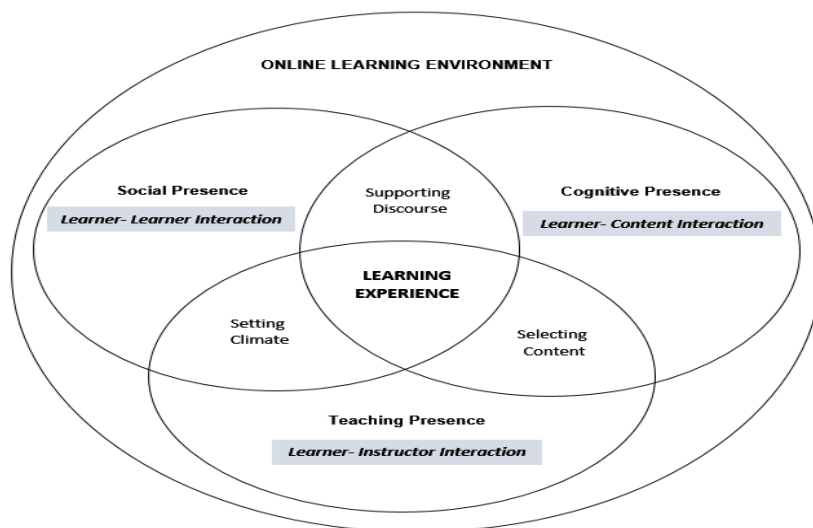 ONLINE LEARNING ENVIRONMENT
Social Presence
Learner- Learner Interaction
Supporting
Discourse
Cognitive Presence
Learner- Content Interaction
LEARNING
EXPERIENCE
Setting
Climate
Selecting
Content
Teaching Presence
Learner- Instructor Interaction